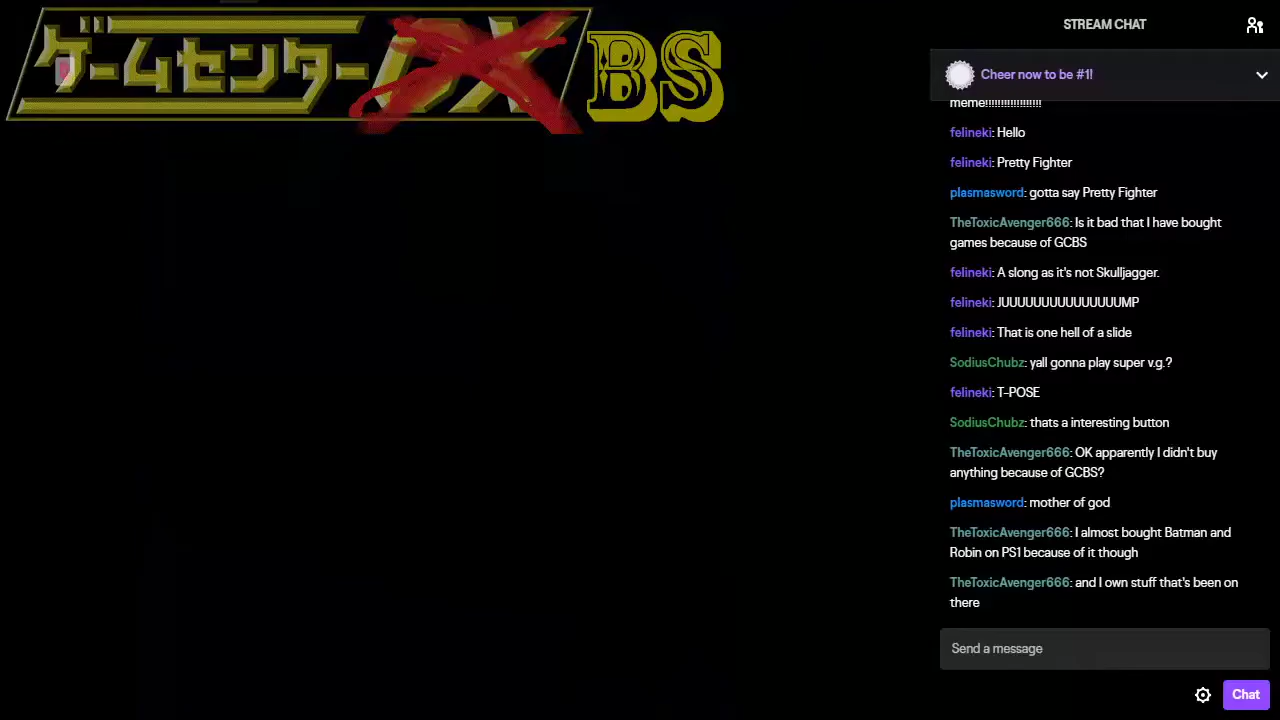 ゲームセンターDX BS
STREAM CHAT
Cheer now to be #1!
meme!!!!!!!!!!!!!!!!!!
felineki: Hello
felineki: Pretty Fighter
plasmasword: gotta say Pretty Fighter
TheToxicAvenger666: Is it bad that I have bought
games because of GCBS
felineki: A slong as it's not Skulljagger.
felineki: JUUUUUUUUUUUUUUUMP
felineki: That is one hell of a slide
SodiusChubz: yall gonna play super v.g.?
felineki: T-POSE
SodiusChubz: thats a interesting button
TheToxicAvenger666: OK apparently I didn't buy
anything because of GCBS?
plasmasword: mother of god
TheToxicAvenger666: I almost bought Batman and
Robin on PS1 because of it though
TheToxicAvenger666: and I own stuff that's been on
there
Send a message
Chat